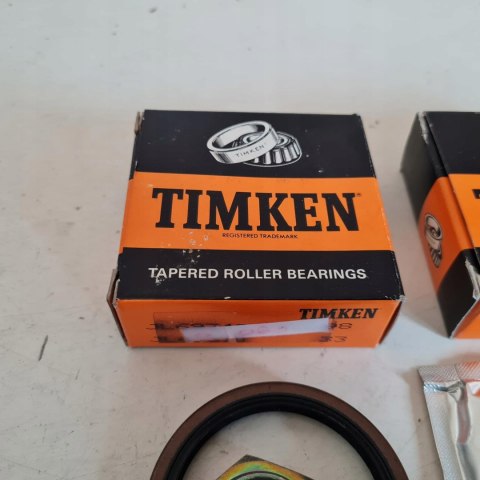 TIMKEN
TIMKEN
REGISTERED TRADEMARK
TAPERED ROLLER BEARINGS
TIMKEN